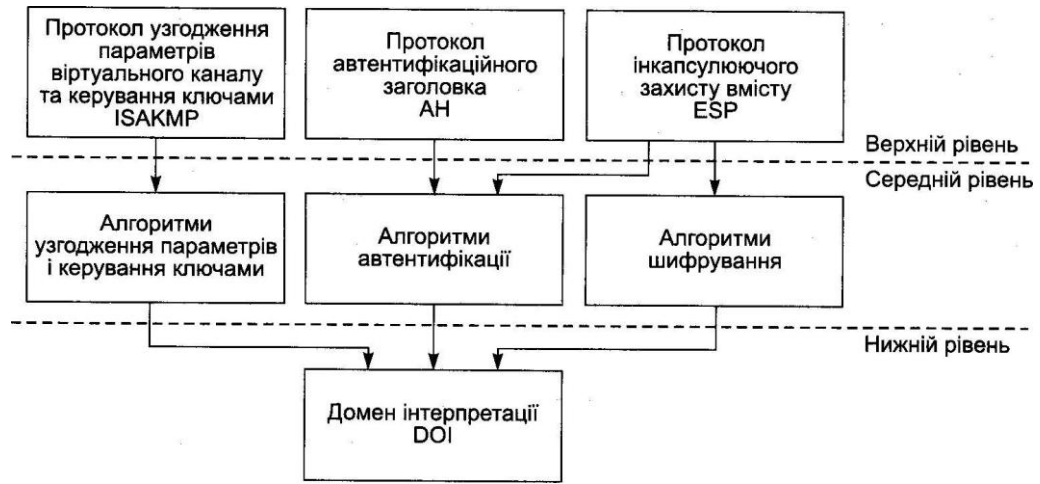 Протокол узгодження
параметрів
віртуального каналу
та керування ключами
ISAKMP
Протокол
автентифікаційного
заголовка
AH
Протокол
інкапсулюючого
захисту вмісту
ESP
Верхній рівень
Середній рівень
Алгоритми
узгодження параметрів
і керування ключами
Алгоритми
автентифікації
Алгоритми
шифрування
Нижній рівень
Домен інтерпретації
DOI